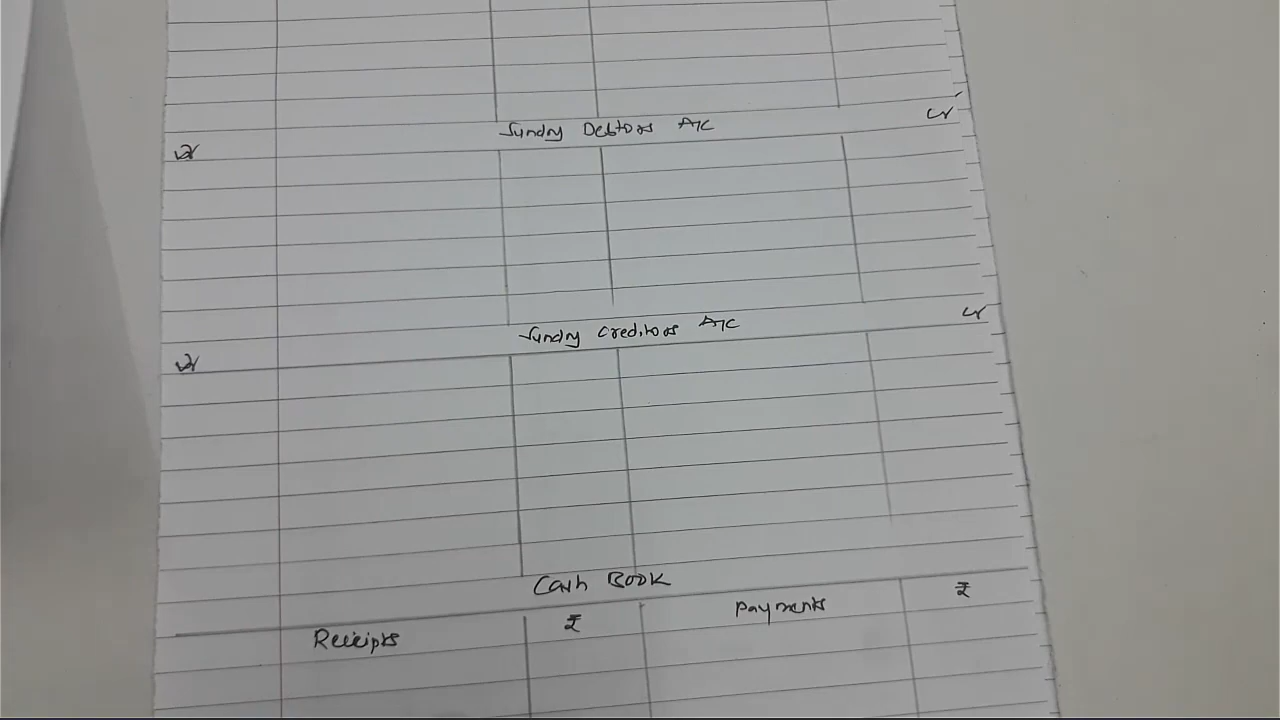 Sundry Debtors A/c
Dr Cr
Sundry Creditors A/c
Dr Cr
Cash BOOK
Receipts ₹ Payments ₹